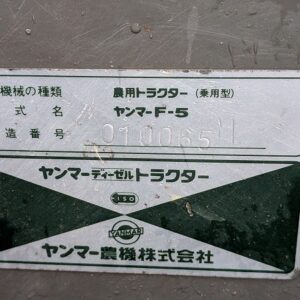 機械の種類 農用トラクター (乗用型)
式名 ヤンマーF-5
造番号 010065
ヤンマーディーゼルトラクター
ISO
YANMAR
ヤンマー農機株式会社